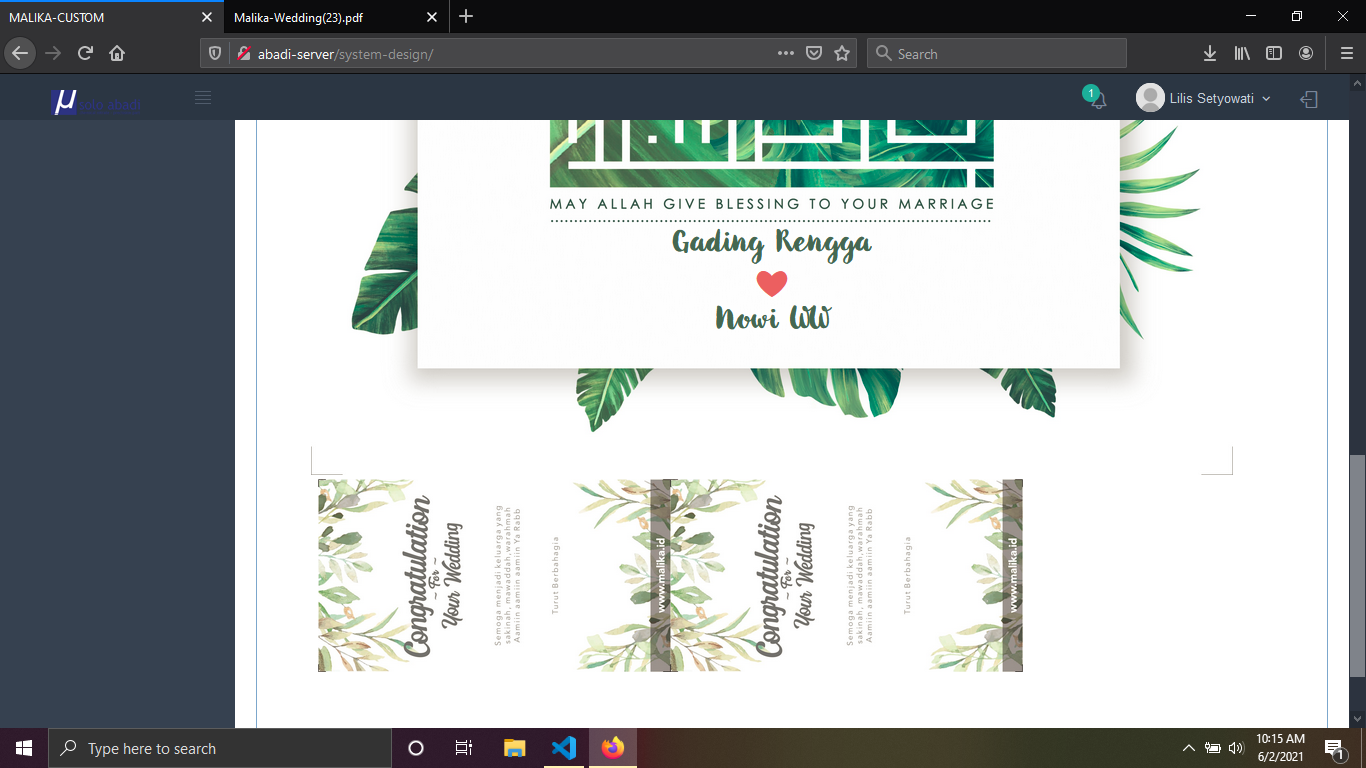 MALIKA-CUSTOM
Malika-Wedding(23).pdf
abadi-server/system-design/
Search
1
Lilis Setyowati
MAY ALLAH GIVE BLESSING TO YOUR MARRIAGE
Gading Rengga
Nowi WW
Congratulation
~ For ~
Your Wedding
Semoga menjadi keluarga yang
sakinah, mawaddah,warahmah
Aamiin aamiin aamiin Ya Rabb
Turut Berbahagia
www.malika.id
Congratulation
~ For ~
Your Wedding
Semoga menjadi keluarga yang
sakinah, mawaddah,warahmah
Aamiin aamiin aamiin Ya Rabb
Turut Berbahagia
www.malika.id
Type here to search
10:15 AM
6/2/2021
1